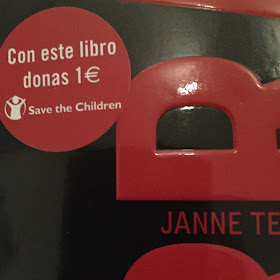 Con este libro
donas 1€
Save the Children
B
JANNE TE